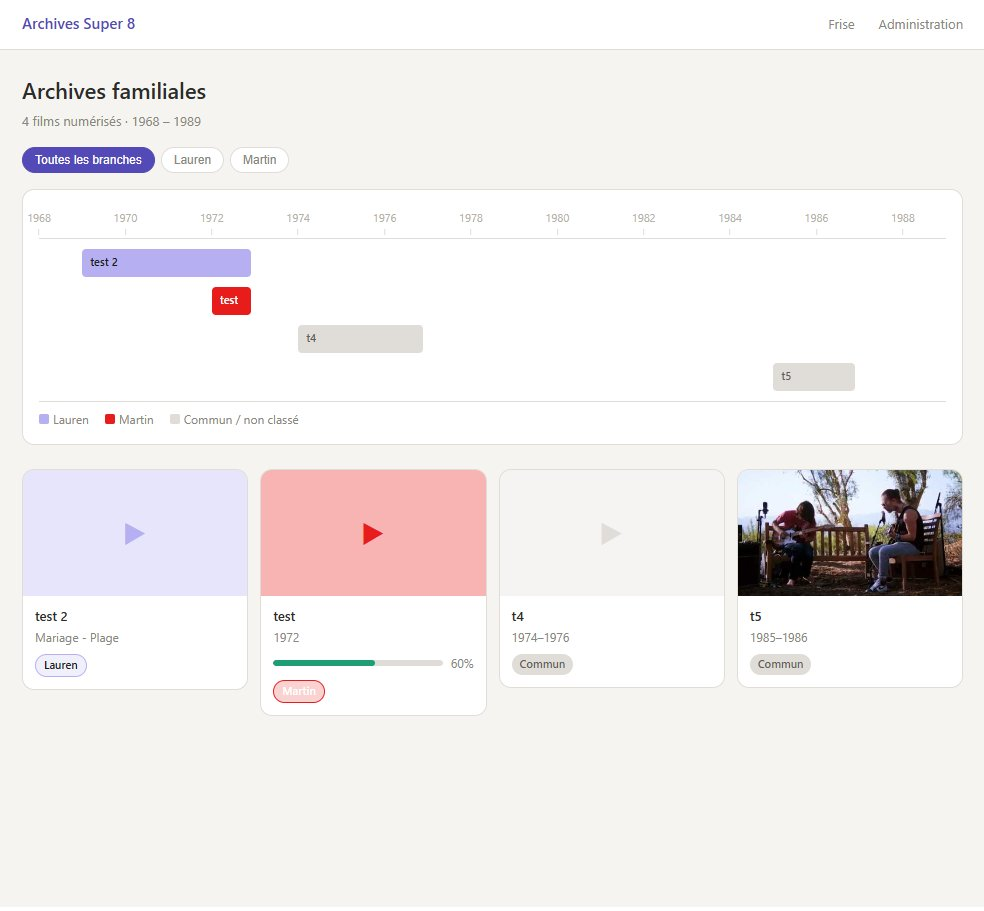 Archives Super 8
Frise Administration
Archives familiales
4 films numérisés · 1968 – 1989
Toutes les branches Lauren Martin
1968 1970 1972 1974 1976 1978 1980 1982 1984 1986 1988
test 2
test
t4
t5
Lauren Martin Commun / non classé
test 2 test t4 t5
Mariage - Plage 1972 1974–1976 1985–1986
60%
Lauren Martin Commun Commun